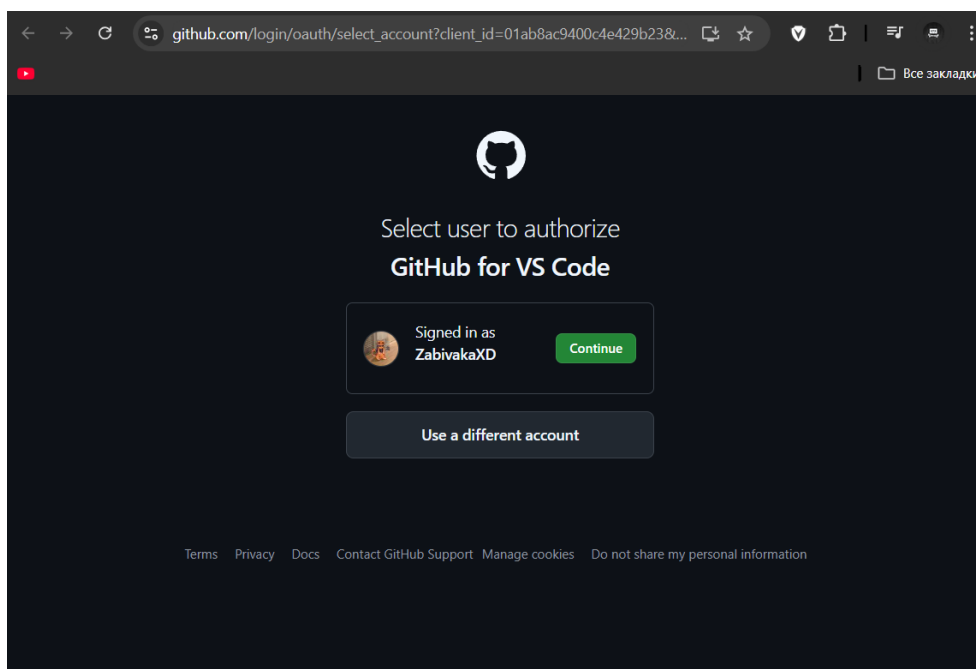 github.com/login/oauth/select_account?client_id=01ab8ac9400c4e429b23&...
Все закладки
Select user to authorize
GitHub for VS Code
Signed in as
ZabivakaXD
Continue
Use a different account
Terms Privacy Docs Contact GitHub Support Manage cookies Do not share my personal information